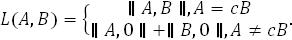 L(A, B) = { ∥ A, B ∥, A = cB
∥ A, 0 ∥ +∥ B, 0 ∥, A ≠ cB.